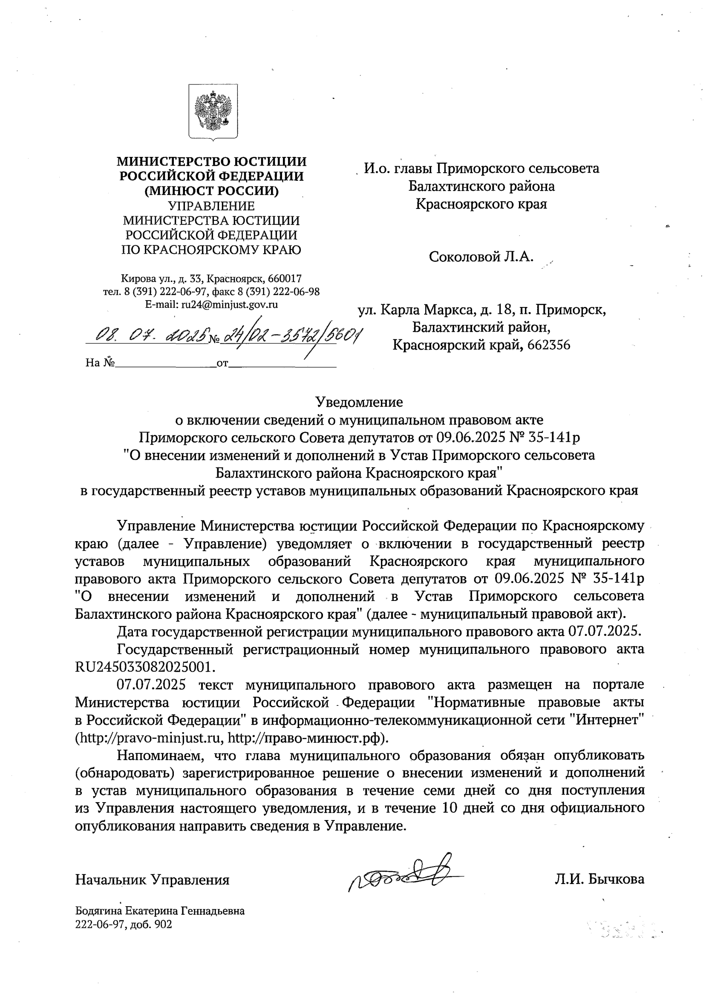 МИНИСТЕРСТВО ЮСТИЦИИ
РОССИЙСКОЙ ФЕДЕРАЦИИ
(МИНЮСТ РОССИИ)
УПРАВЛЕНИЕ
МИНИСТЕРСТВА ЮСТИЦИИ
РОССИЙСКОЙ ФЕДЕРАЦИИ
ПО КРАСНОЯРСКОМУ КРАЮ
Кирова ул., д. 33, Красноярск, 660017
тел. 8 (391) 222-06-97, факс 8 (391) 222-06-98
E-mail: ru24@minjust.gov.ru
08. 07. 2025 № 24/02-3572/5601
На № от
И.о. главы Приморского сельсовета
Балахтинского района
Красноярского края
Соколовой Л.А.
ул. Карла Маркса, д. 18, п. Приморск,
Балахтинский район,
Красноярский край, 662356
Уведомление
о включении сведений о муниципальном правовом акте
Приморского сельского Совета депутатов от 09.06.2025 № 35-141р
"О внесении изменений и дополнений в Устав Приморского сельсовета
Балахтинского района Красноярского края"
в государственный реестр уставов муниципальных образований Красноярского края
Управление Министерства юстиции Российской Федерации по Красноярскому
краю (далее - Управление) уведомляет о включении в государственный реестр
уставов муниципальных образований Красноярского края муниципального
правового акта Приморского сельского Совета депутатов от 09.06.2025 № 35-141р
"О внесении изменений и дополнений в Устав Приморского сельсовета
Балахтинского района Красноярского края" (далее - муниципальный правовой акт).
Дата государственной регистрации муниципального правового акта 07.07.2025.
Государственный регистрационный номер муниципального правового акта
RU245033082025001.
07.07.2025 текст муниципального правового акта размещен на портале
Министерства юстиции Российской Федерации "Нормативные правовые акты
в Российской Федерации" в информационно-телекоммуникационной сети "Интернет"
(http://pravo-minjust.ru, http://право-минюст.рф).
Напоминаем, что глава муниципального образования обязан опубликовать
(обнародовать) зарегистрированное решение о внесении изменений и дополнений
в устав муниципального образования в течение семи дней со дня поступления
из Управления настоящего уведомления, и в течение 10 дней со дня официального
опубликования направить сведения в Управление.
Начальник Управления
Л.И. Бычкова
Бодягина Екатерина Геннадьевна
222-06-97, доб. 902